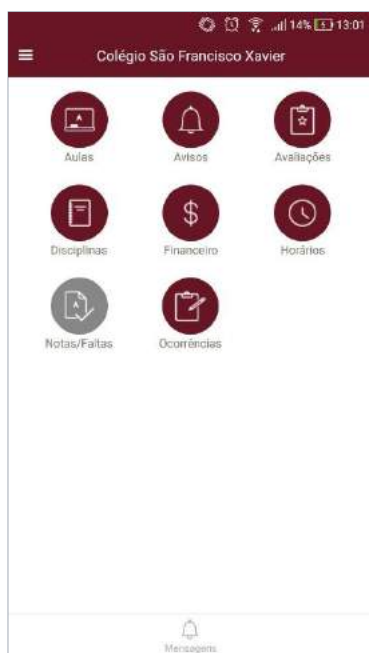 14% 13:01
Colégio São Francisco Xavier
Aulas Avisos Avaliações
Disciplinas Financeiro Horários
Notas/Faltas Ocorrências
Mensagens